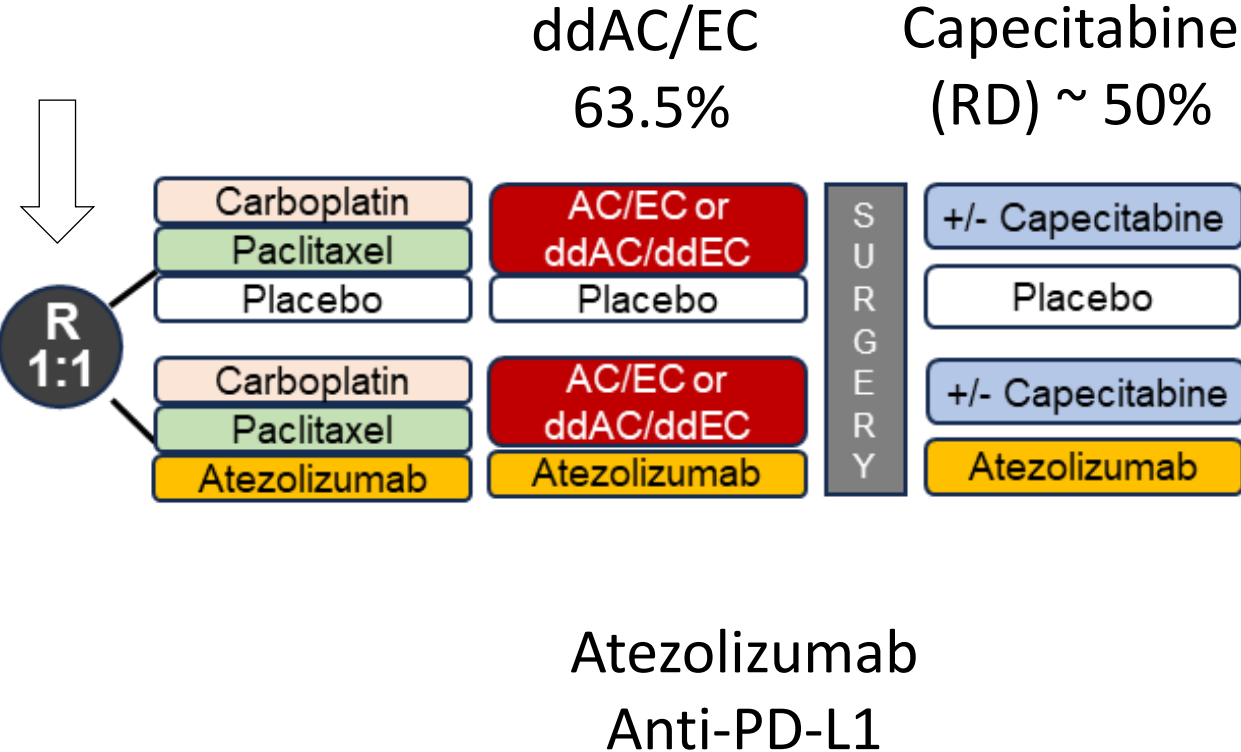 ddAC/EC
63.5%
Capecitabine
(RD) ~ 50%
R
1:1
Carboplatin
Paclitaxel
Placebo
AC/EC or
ddAC/ddEC
Placebo
Carboplatin
Paclitaxel
Atezolizumab
AC/EC or
ddAC/ddEC
Atezolizumab
S
U
R
G
E
R
Y
+/- Capecitabine
Placebo
+/- Capecitabine
Atezolizumab
Atezolizumab
Anti-PD-L1